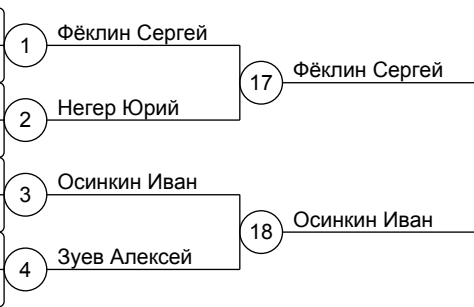 1 Фёклин Сергей
17 Фёклин Сергей
2 Негер Юрий
3 Осинкин Иван
18 Осинкин Иван
4 Зуев Алексей